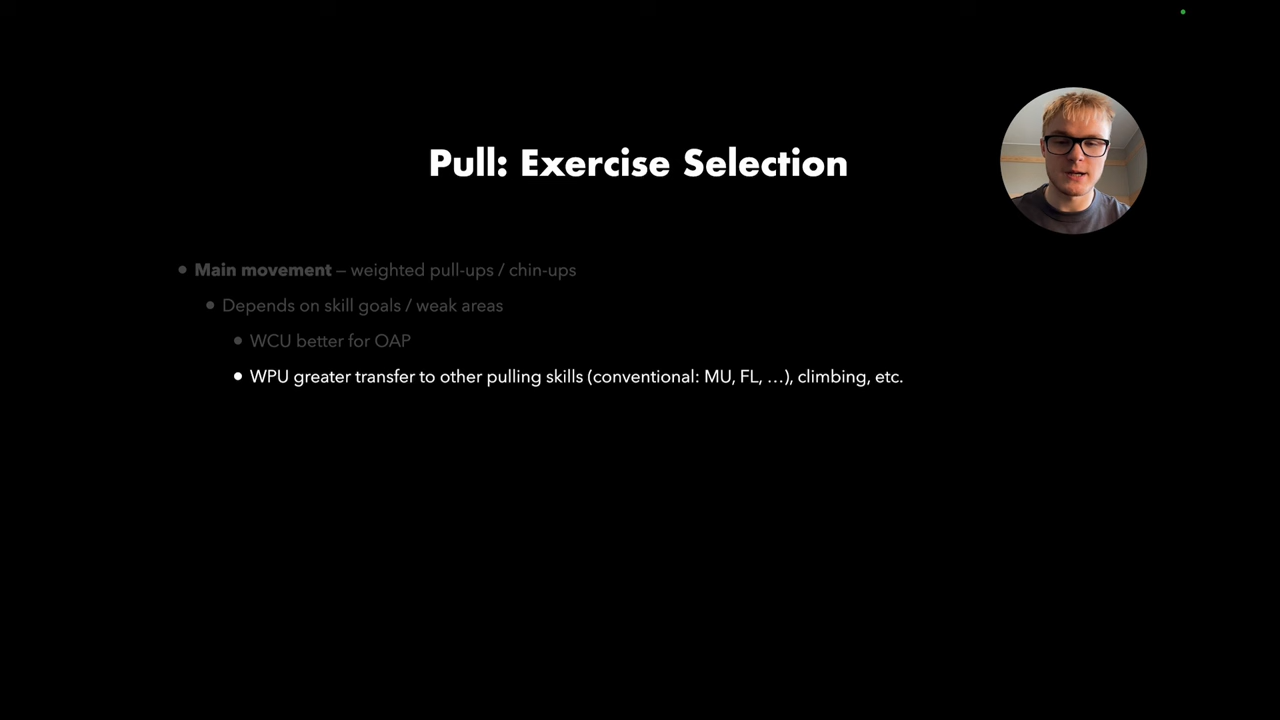 Pull: Exercise Selection
• Main movement – weighted pull-ups / chin-ups
• Depends on skill goals / weak areas
• WCU better for OAP
• WPU greater transfer to other pulling skills (conventional: MU, FL, …), climbing, etc.